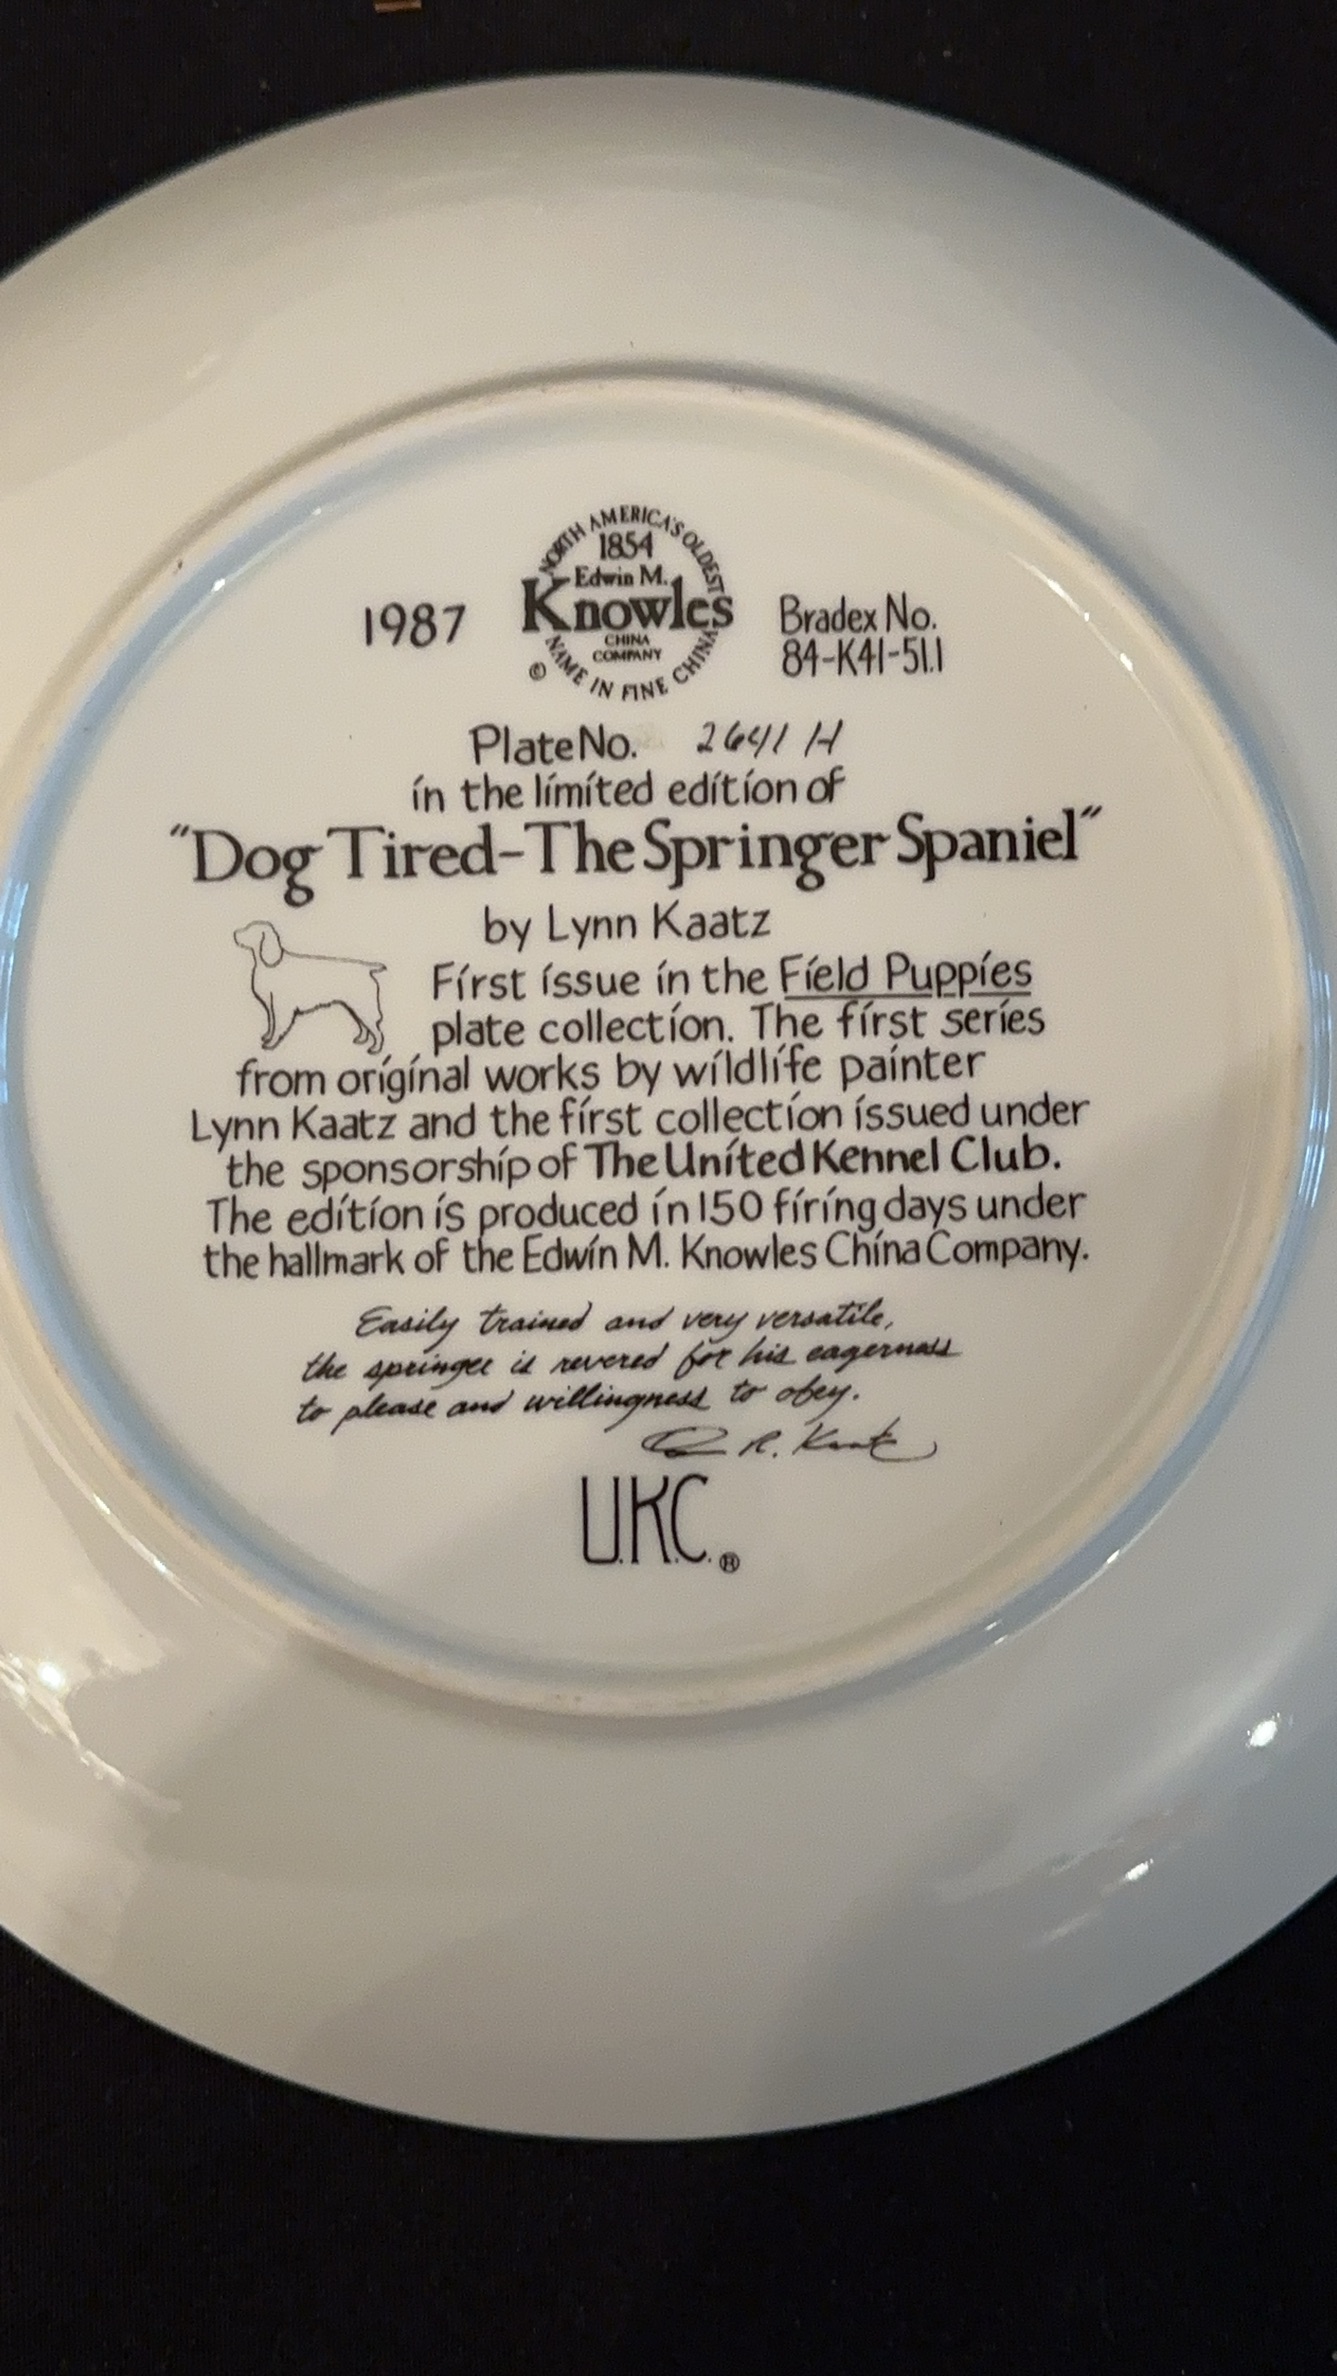 NORTH AMERICA'S OLDEST
1854
Edwin M.
Knowles
CHINA
COMPANY
NAME IN FINE CHINA
©
1987
Bradex No.
84-K41-51.1
Plate No. 2641 H
in the limited edition of
"Dog Tired-The Springer Spaniel"
by Lynn Kaatz
First issue in the Field Puppies
plate collection. The first series
from original works by wildlife painter
Lynn Kaatz and the first collection issued under
the sponsorship of The United Kennel Club.
The edition is produced in 150 firing days under
the hallmark of the Edwin M. Knowles China Company.
Easily trained and very versatile,
the springer is revered for his eagerness
to please and willingness to obey.
R. Kaatz
U.K.C.®